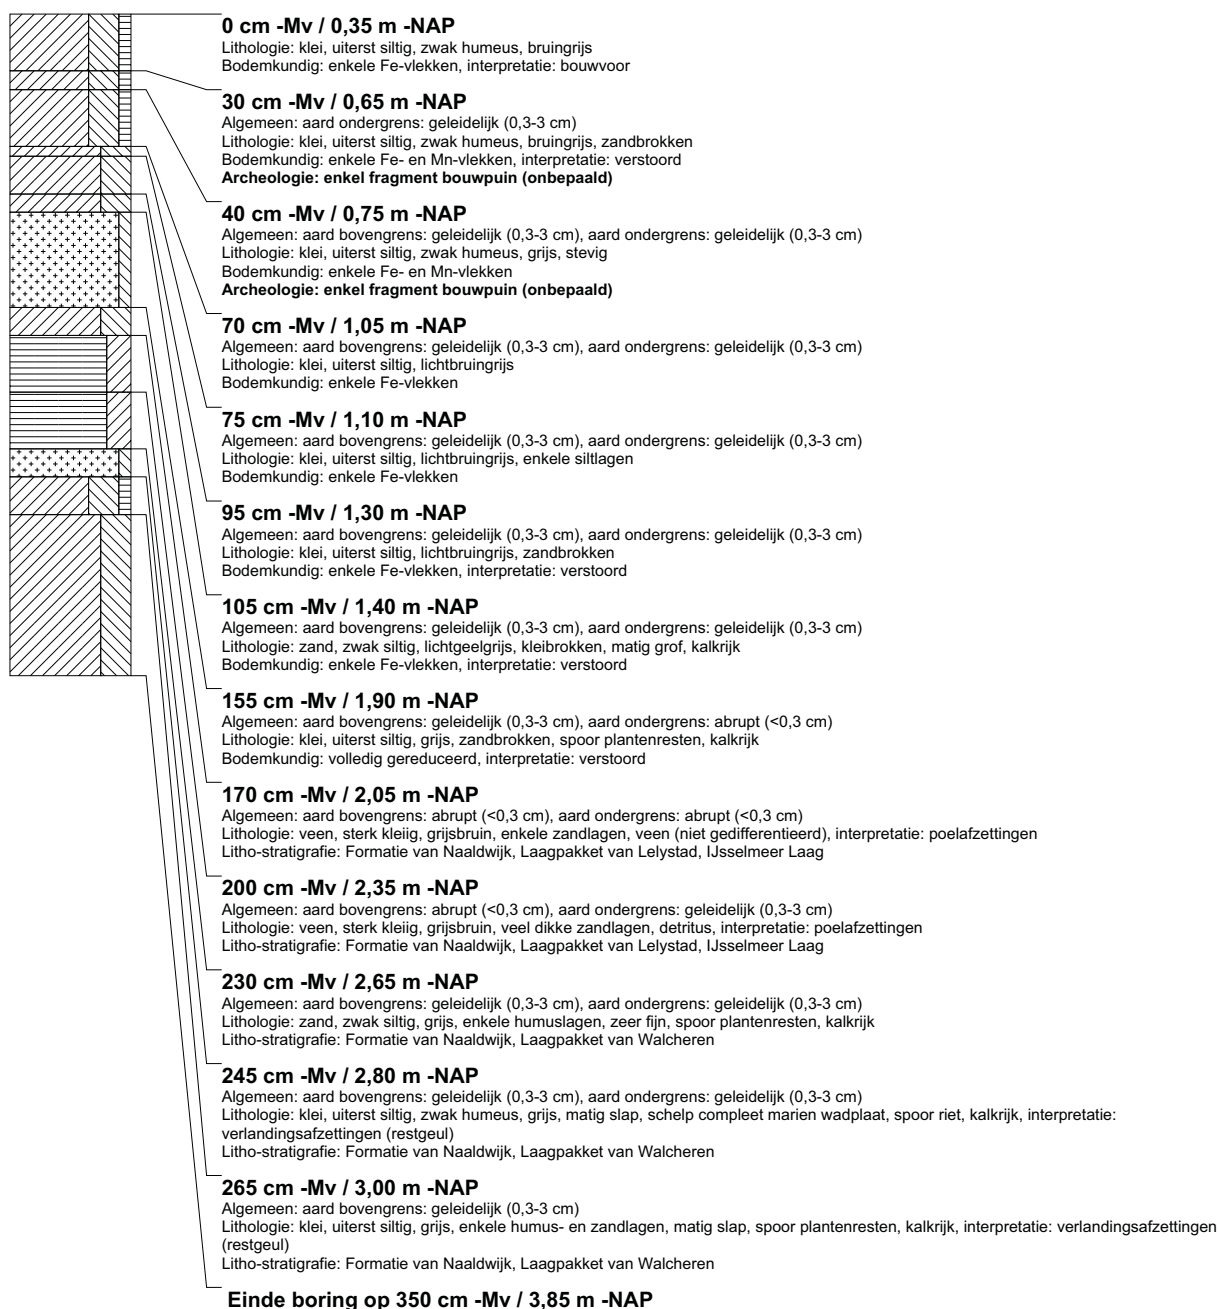 0 cm -Mv / 0,35 m -NAP
Lithologie: klei, uiterst siltig, zwak humeus, bruingrijs
Bodemkundig: enkele Fe-vlekken, interpretatie: bouwvoor
30 cm -Mv / 0,65 m -NAP
Algemeen: aard ondergrens: geleidelijk (0,3-3 cm)
Lithologie: klei, uiterst siltig, zwak humeus, bruingrijs, zandbrokken
Bodemkundig: enkele Fe- en Mn-vlekken, interpretatie: verstoord
Archeologie: enkel fragment bouwpuin (onbepaald)
40 cm -Mv / 0,75 m -NAP
Algemeen: aard bovengrens: geleidelijk (0,3-3 cm), aard ondergrens: geleidelijk (0,3-3 cm)
Lithologie: klei, uiterst siltig, zwak humeus, grijs, stevig
Bodemkundig: enkele Fe- en Mn-vlekken
Archeologie: enkel fragment bouwpuin (onbepaald)
70 cm -Mv / 1,05 m -NAP
Algemeen: aard bovengrens: geleidelijk (0,3-3 cm), aard ondergrens: geleidelijk (0,3-3 cm)
Lithologie: klei, uiterst siltig, lichtbruingrijs
Bodemkundig: enkele Fe-vlekken
75 cm -Mv / 1,10 m -NAP
Algemeen: aard bovengrens: geleidelijk (0,3-3 cm), aard ondergrens: geleidelijk (0,3-3 cm)
Lithologie: klei, uiterst siltig, lichtbruingrijs, enkele siltlagen
Bodemkundig: enkele Fe-vlekken
95 cm -Mv / 1,30 m -NAP
Algemeen: aard bovengrens: geleidelijk (0,3-3 cm), aard ondergrens: geleidelijk (0,3-3 cm)
Lithologie: klei, uiterst siltig, lichtbruingrijs, zandbrokken
Bodemkundig: enkele Fe-vlekken, interpretatie: verstoord
105 cm -Mv / 1,40 m -NAP
Algemeen: aard bovengrens: geleidelijk (0,3-3 cm), aard ondergrens: geleidelijk (0,3-3 cm)
Lithologie: zand, zwak siltig, lichtgeelgrijs, kleibrokken, matig grof, kalkrijk
Bodemkundig: enkele Fe-vlekken, interpretatie: verstoord
155 cm -Mv / 1,90 m -NAP
Algemeen: aard bovengrens: geleidelijk (0,3-3 cm), aard ondergrens: abrupt (<0,3 cm)
Lithologie: klei, uiterst siltig, grijs, zandbrokken, spoor plantenresten, kalkrijk
Bodemkundig: volledig gereduceerd, interpretatie: verstoord
170 cm -Mv / 2,05 m -NAP
Algemeen: aard bovengrens: abrupt (<0,3 cm), aard ondergrens: abrupt (<0,3 cm)
Lithologie: veen, sterk kleiig, grijsbruin, enkele zandlagen, veen (niet gedifferentieerd), interpretatie: poelafzettingen
Litho-stratigrafie: Formatie van Naaldwijk, Laagpakket van Lelystad, IJsselmeer Laag
200 cm -Mv / 2,35 m -NAP
Algemeen: aard bovengrens: abrupt (<0,3 cm), aard ondergrens: geleidelijk (0,3-3 cm)
Lithologie: veen, sterk kleiig, grijsbruin, veel dikke zandlagen, detritus, interpretatie: poelafzettingen
Litho-stratigrafie: Formatie van Naaldwijk, Laagpakket van Lelystad, IJsselmeer Laag
230 cm -Mv / 2,65 m -NAP
Algemeen: aard bovengrens: geleidelijk (0,3-3 cm), aard ondergrens: geleidelijk (0,3-3 cm)
Lithologie: zand, zwak siltig, grijs, enkele humuslagen, zeer fijn, spoor plantenresten, kalkrijk
Litho-stratigrafie: Formatie van Naaldwijk, Laagpakket van Walcheren
245 cm -Mv / 2,80 m -NAP
Algemeen: aard bovengrens: geleidelijk (0,3-3 cm), aard ondergrens: geleidelijk (0,3-3 cm)
Lithologie: klei, uiterst siltig, zwak humeus, grijs, matig slap, schelp compleet marien wadplaat, spoor riet, kalkrijk, interpretatie:
verlandingsafzettingen (restgeul)
Litho-stratigrafie: Formatie van Naaldwijk, Laagpakket van Walcheren
265 cm -Mv / 3,00 m -NAP
Algemeen: aard bovengrens: geleidelijk (0,3-3 cm)
Lithologie: klei, uiterst siltig, grijs, enkele humus- en zandlagen, matig slap, spoor plantenresten, kalkrijk, interpretatie: verlandingsafzettingen
(restgeul)
Litho-stratigrafie: Formatie van Naaldwijk, Laagpakket van Walcheren
Einde boring op 350 cm -Mv / 3,85 m -NAP